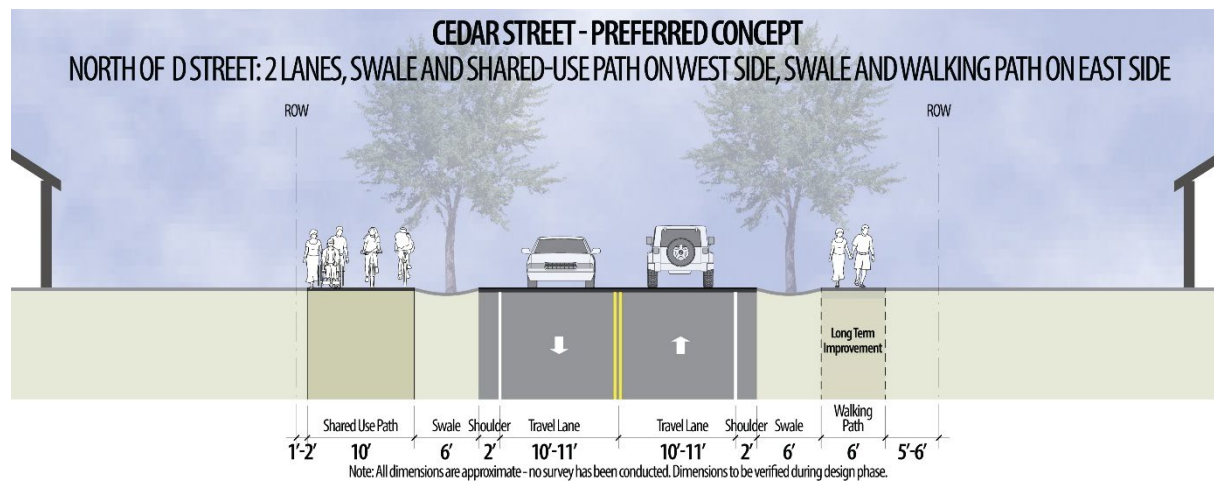 CEDAR STREET - PREFERRED CONCEPT
NORTH OF D STREET: 2 LANES, SWALE AND SHARED-USE PATH ON WEST SIDE, SWALE AND WALKING PATH ON EAST SIDE
ROW
ROW
Long Term
Improvement
Shared Use Path
Swale
Shoulder
Travel Lane
Travel Lane
Shoulder
Swale
Walking
Path
1'-2'
10'
6'
2'
10'-11'
10'-11'
2'
6'
6'
5'-6'
Note: All dimensions are approximate - no survey has been conducted. Dimensions to be verified during design phase.